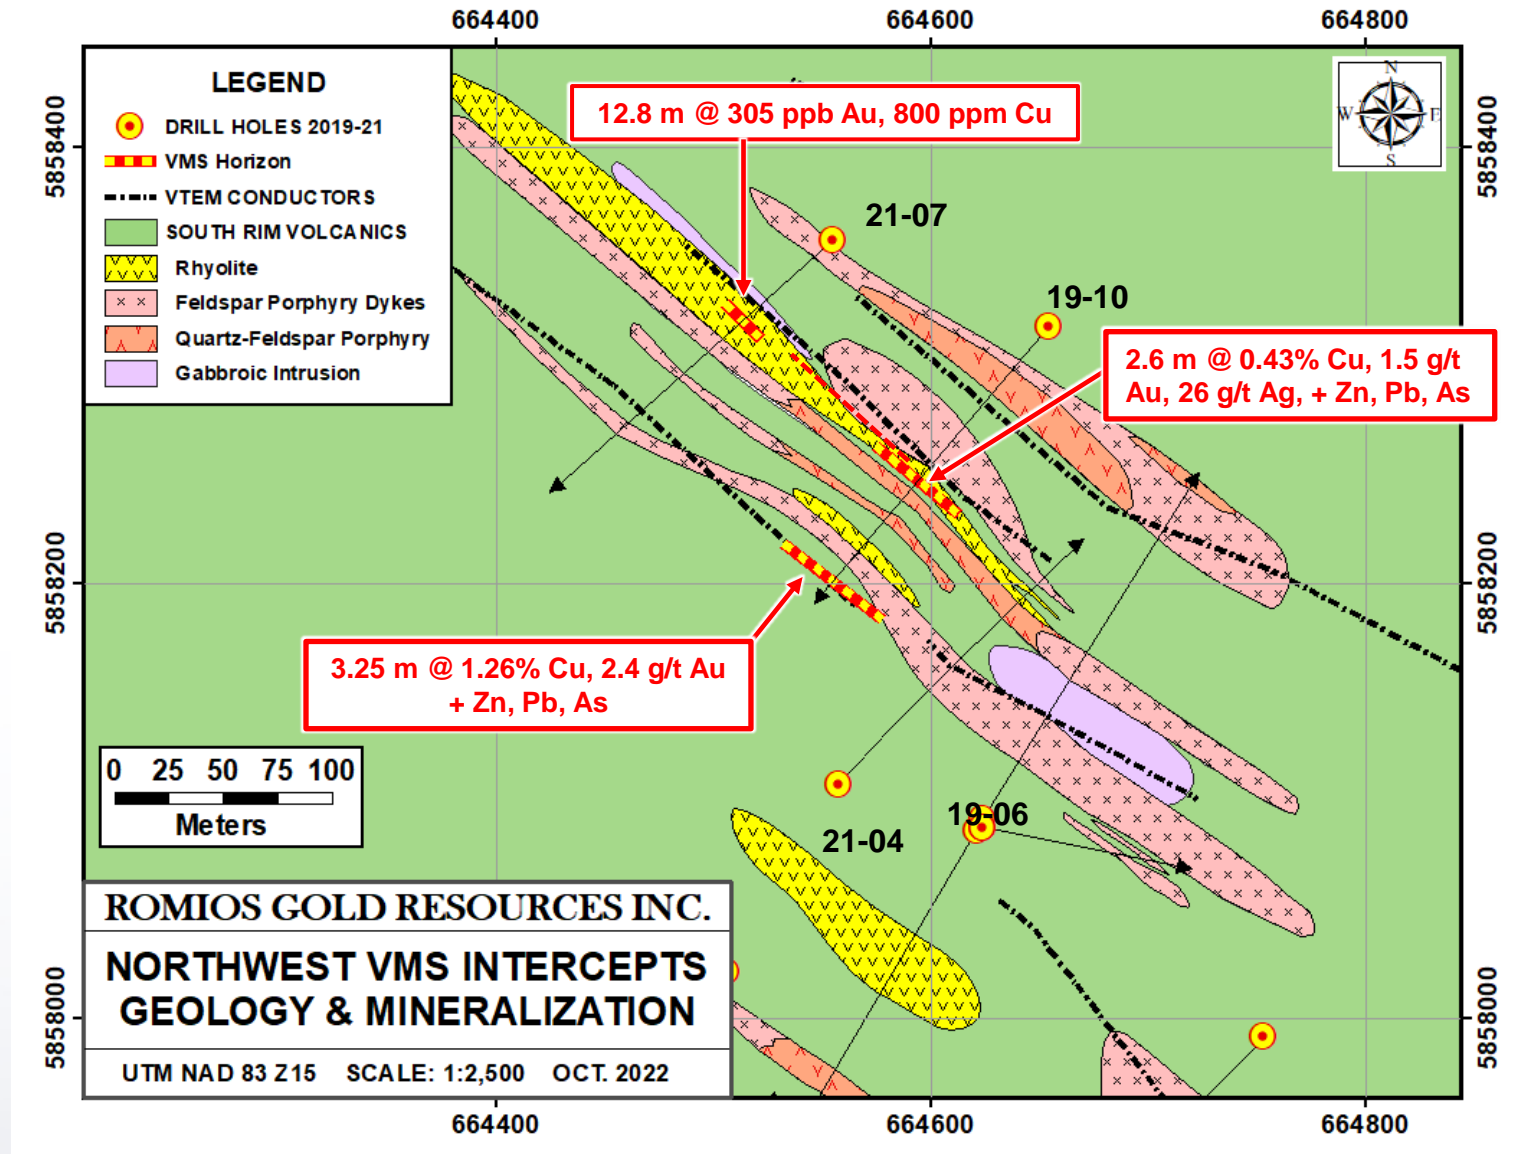 664400
664600
664800
5858400
5858400
LEGEND
DRILL HOLES 2019-21
VMS Horizon
VTEM CONDUCTORS
SOUTH RIM VOLCANICS
Rhyolite
Feldspar Porphyry Dykes
Quartz-Feldspar Porphyry
Gabbroic Intrusion
N
W
E
S
12.8 m @ 305 ppb Au, 800 ppm Cu
21-07
19-10
2.6 m @ 0.43% Cu, 1.5 g/t
Au, 26 g/t Ag, + Zn, Pb, As
5858200
5858200
3.25 m @ 1.26% Cu, 2.4 g/t Au
+ Zn, Pb, As
0 25 50 75 100
Meters
19-06
21-04
ROMIOS GOLD RESOURCES INC.
NORTHWEST VMS INTERCEPTS
GEOLOGY & MINERALIZATION
UTM NAD 83 Z15 SCALE: 1:2,500 OCT. 2022
5858000
5858000
664400
664600
664800